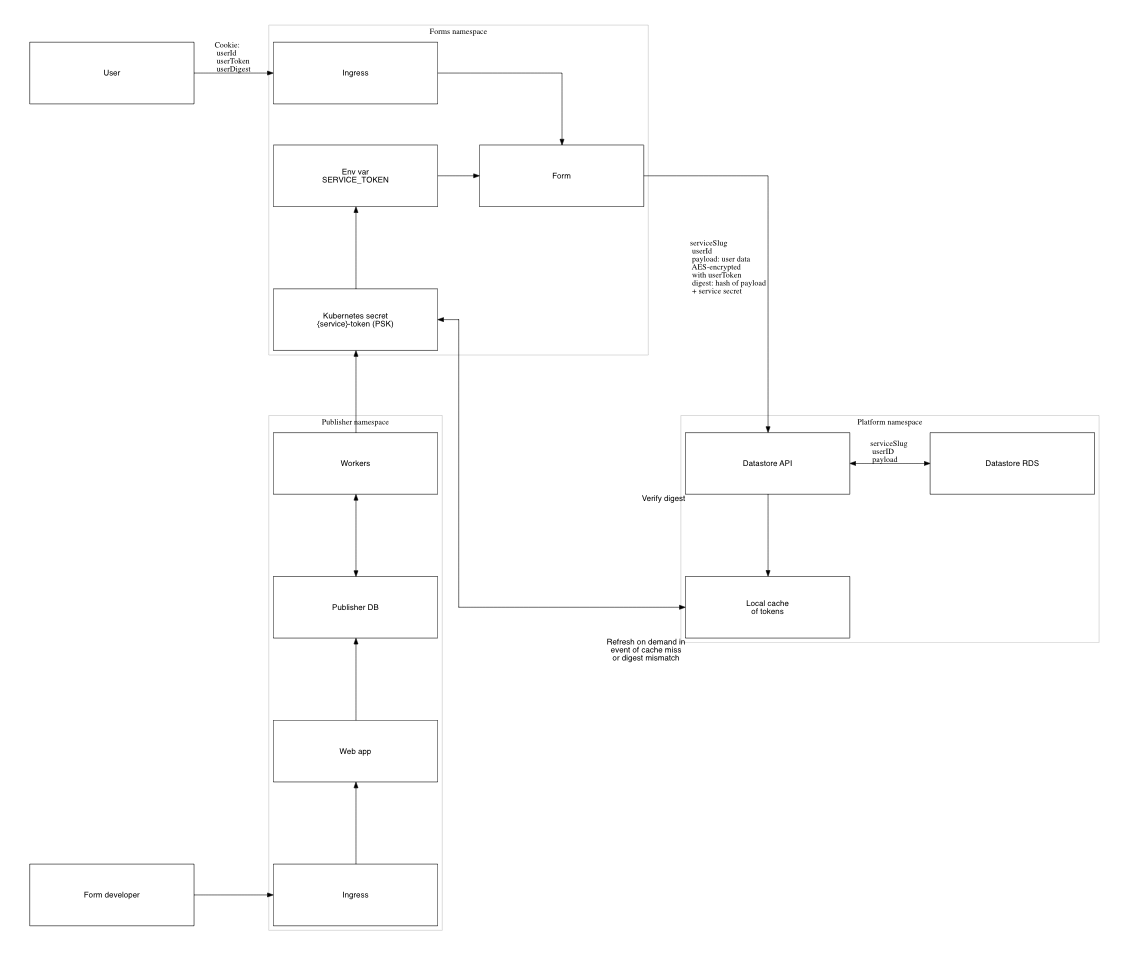 Forms namespace
User
Cookie:
userId
userToken
userDigest
Ingress
Env var
SERVICE_TOKEN
Form
serviceSlug
userId
payload: user data
AES-encrypted
with userToken
digest: hash of payload
+ service secret
Kubernetes secret
{service}-token (PSK)
Publisher namespace
Workers
Platform namespace
Datastore API
serviceSlug
userID
payload
Datastore RDS
Verify digest
Publisher DB
Local cache
of tokens
Refresh on demand in
event of cache miss
or digest mismatch
Web app
Form developer
Ingress